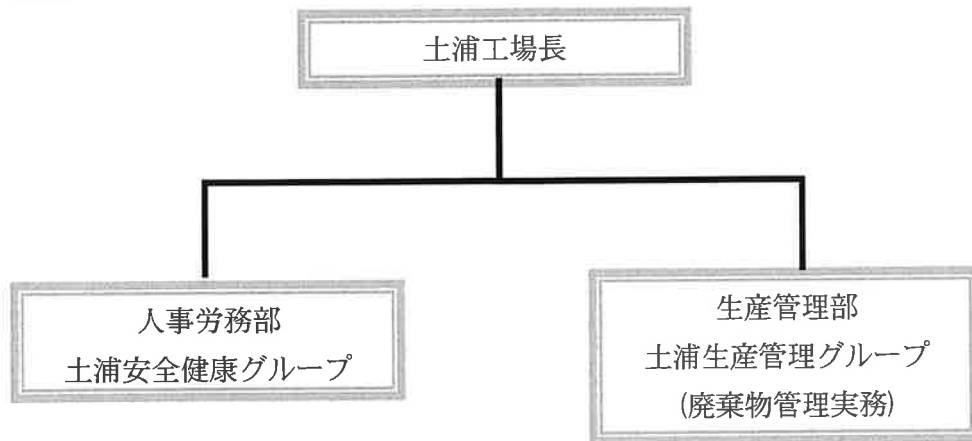 土浦工場長
人事労務部
土浦安全健康グループ
生産管理部
土浦生産管理グループ
(廃棄物管理実務)